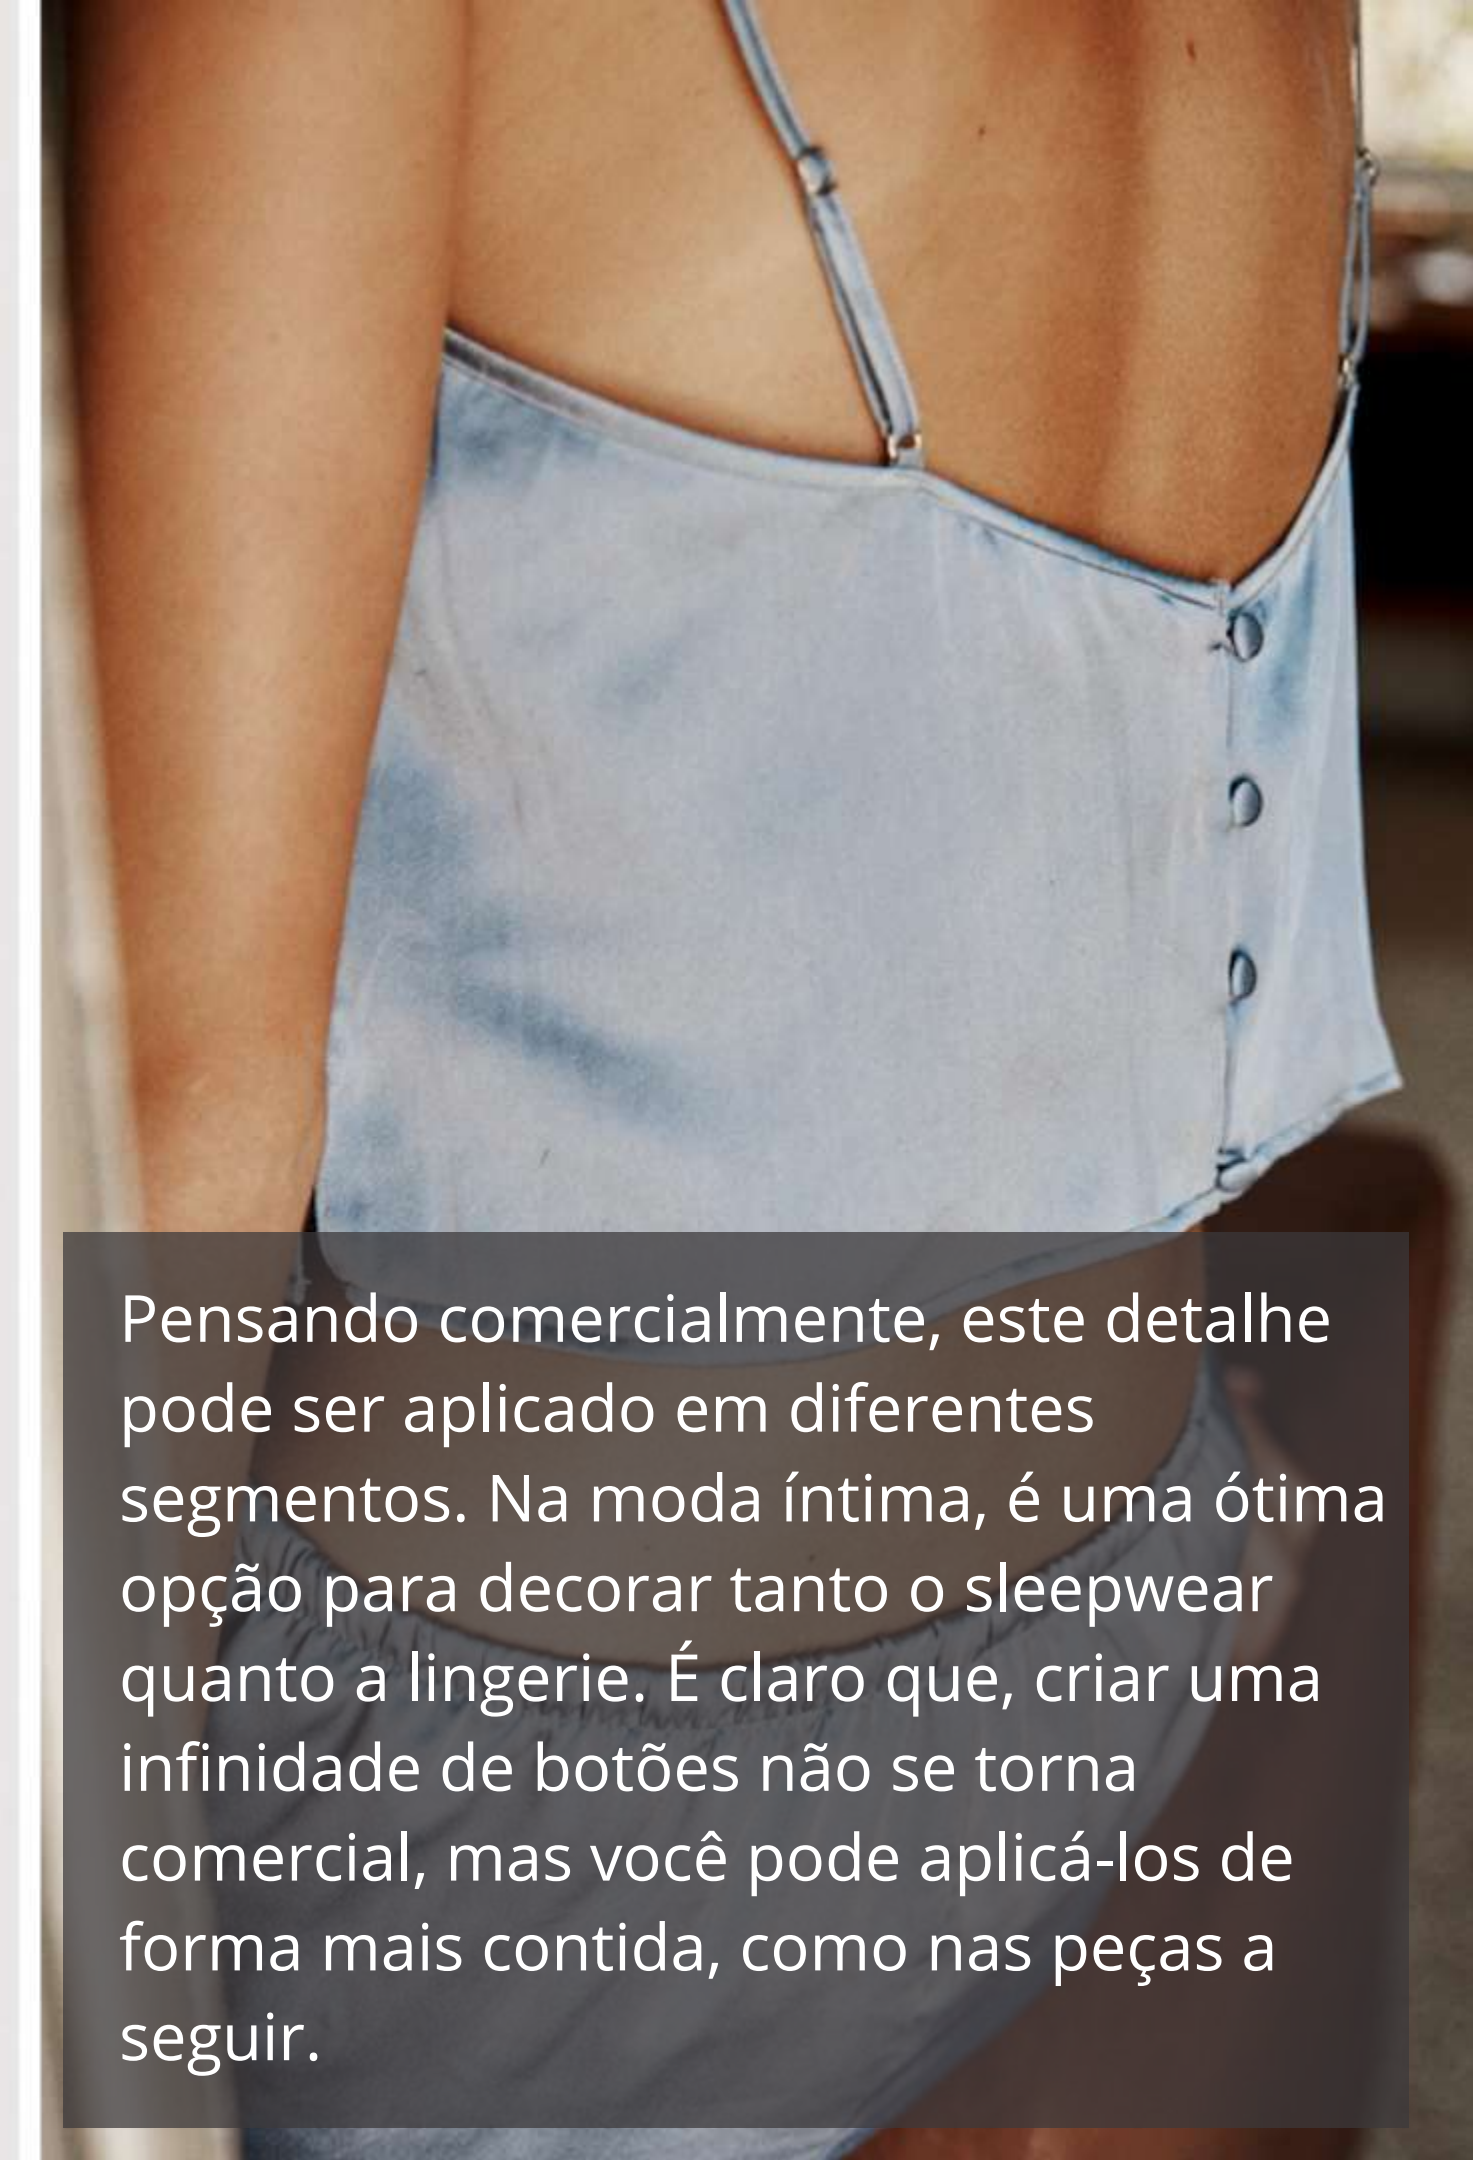 Pensando comercialmente, este detalhe
pode ser aplicado em diferentes
segmentos. Na moda íntima, é uma ótima
opção para decorar tanto o sleepwear
quanto a lingerie. É claro que, criar uma
infinidade de botões não se torna
comercial, mas você pode aplicá-los de
forma mais contida, como nas peças a
seguir.